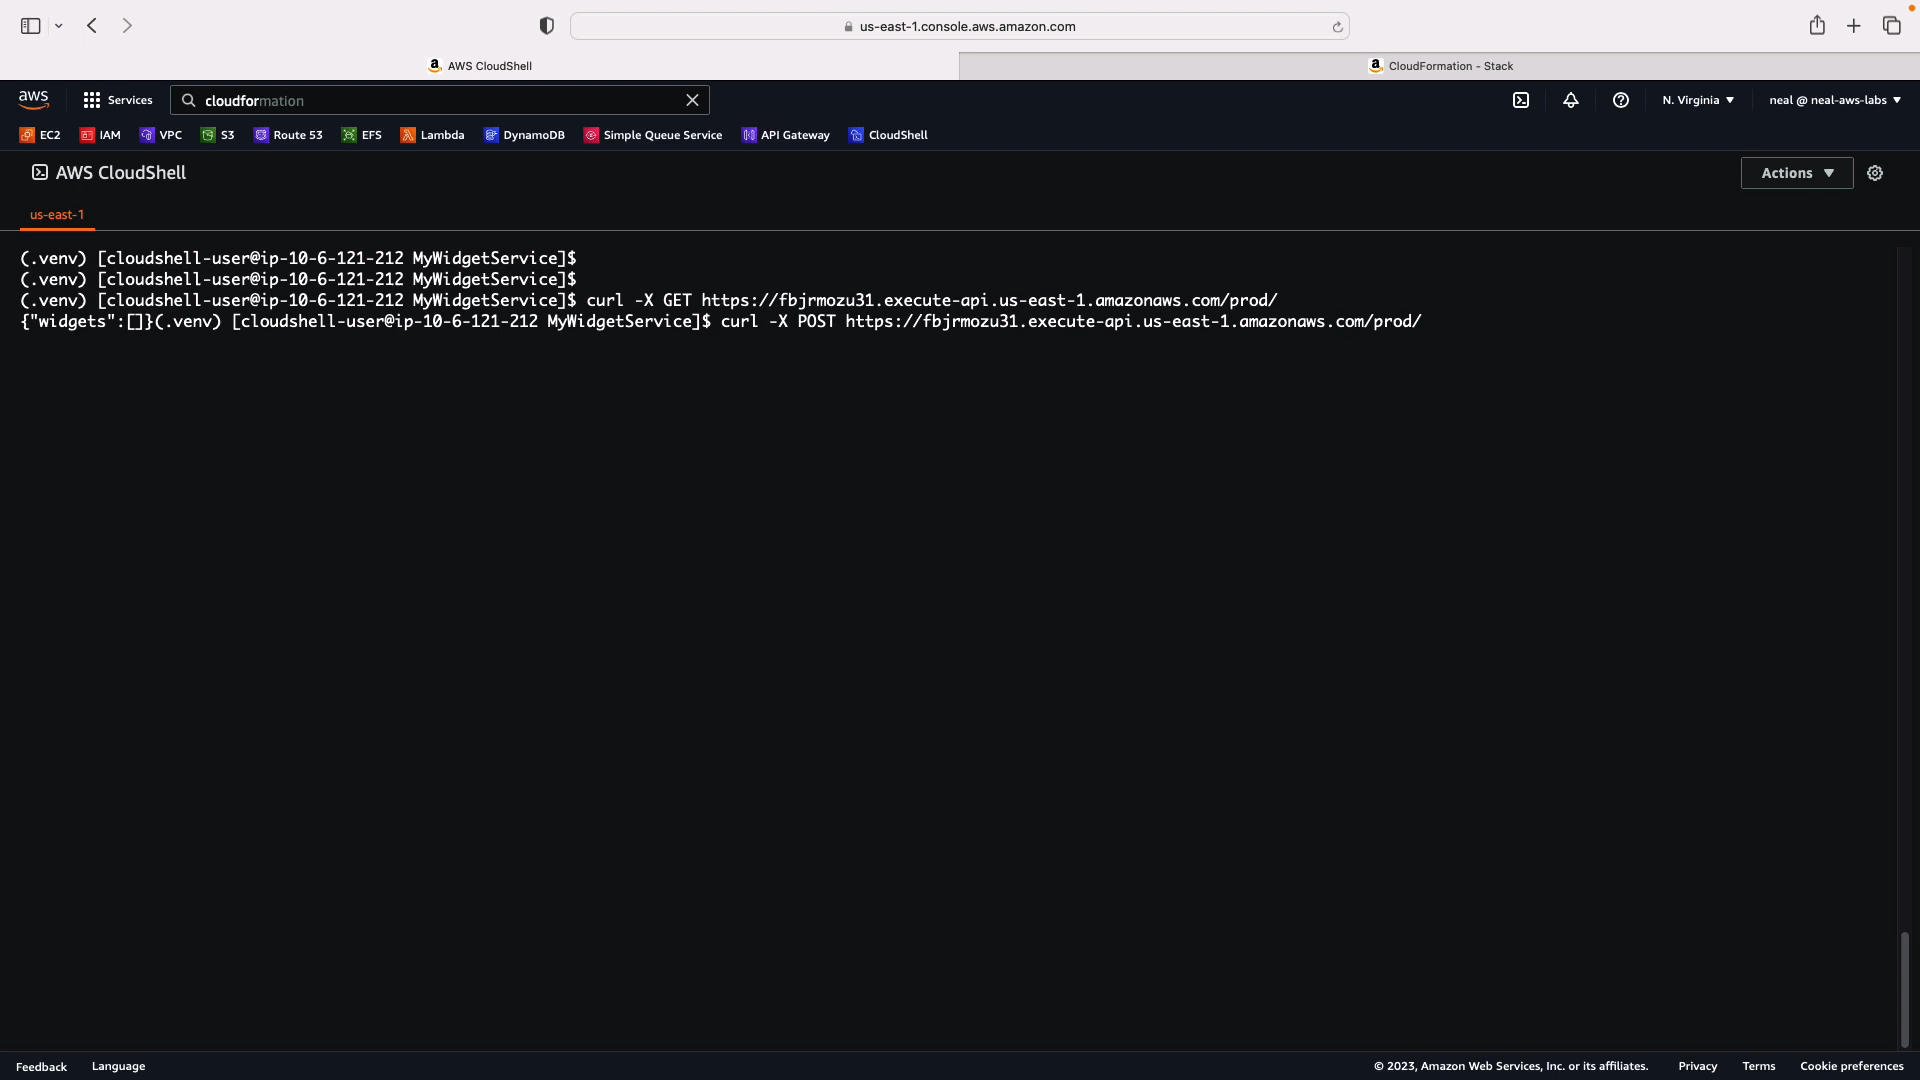 us-east-1.console.aws.amazon.com
AWS CloudShell
CloudFormation - Stack
aws
Services
cloudformation
N. Virginia
neal @ neal-aws-labs
EC2
IAM
VPC
S3
Route 53
EFS
Lambda
DynamoDB
Simple Queue Service
API Gateway
CloudShell
AWS CloudShell
Actions
us-east-1
(.venv) [cloudshell-user@ip-10-6-121-212 MyWidgetService]$
(.venv) [cloudshell-user@ip-10-6-121-212 MyWidgetService]$
(.venv) [cloudshell-user@ip-10-6-121-212 MyWidgetService]$ curl -X GET https://fbjrmozu31.execute-api.us-east-1.amazonaws.com/prod/
{"widgets":[]}(.venv) [cloudshell-user@ip-10-6-121-212 MyWidgetService]$ curl -X POST https://fbjrmozu31.execute-api.us-east-1.amazonaws.com/prod/
Feedback
Language
© 2023, Amazon Web Services, Inc. or its affiliates.
Privacy
Terms
Cookie preferences